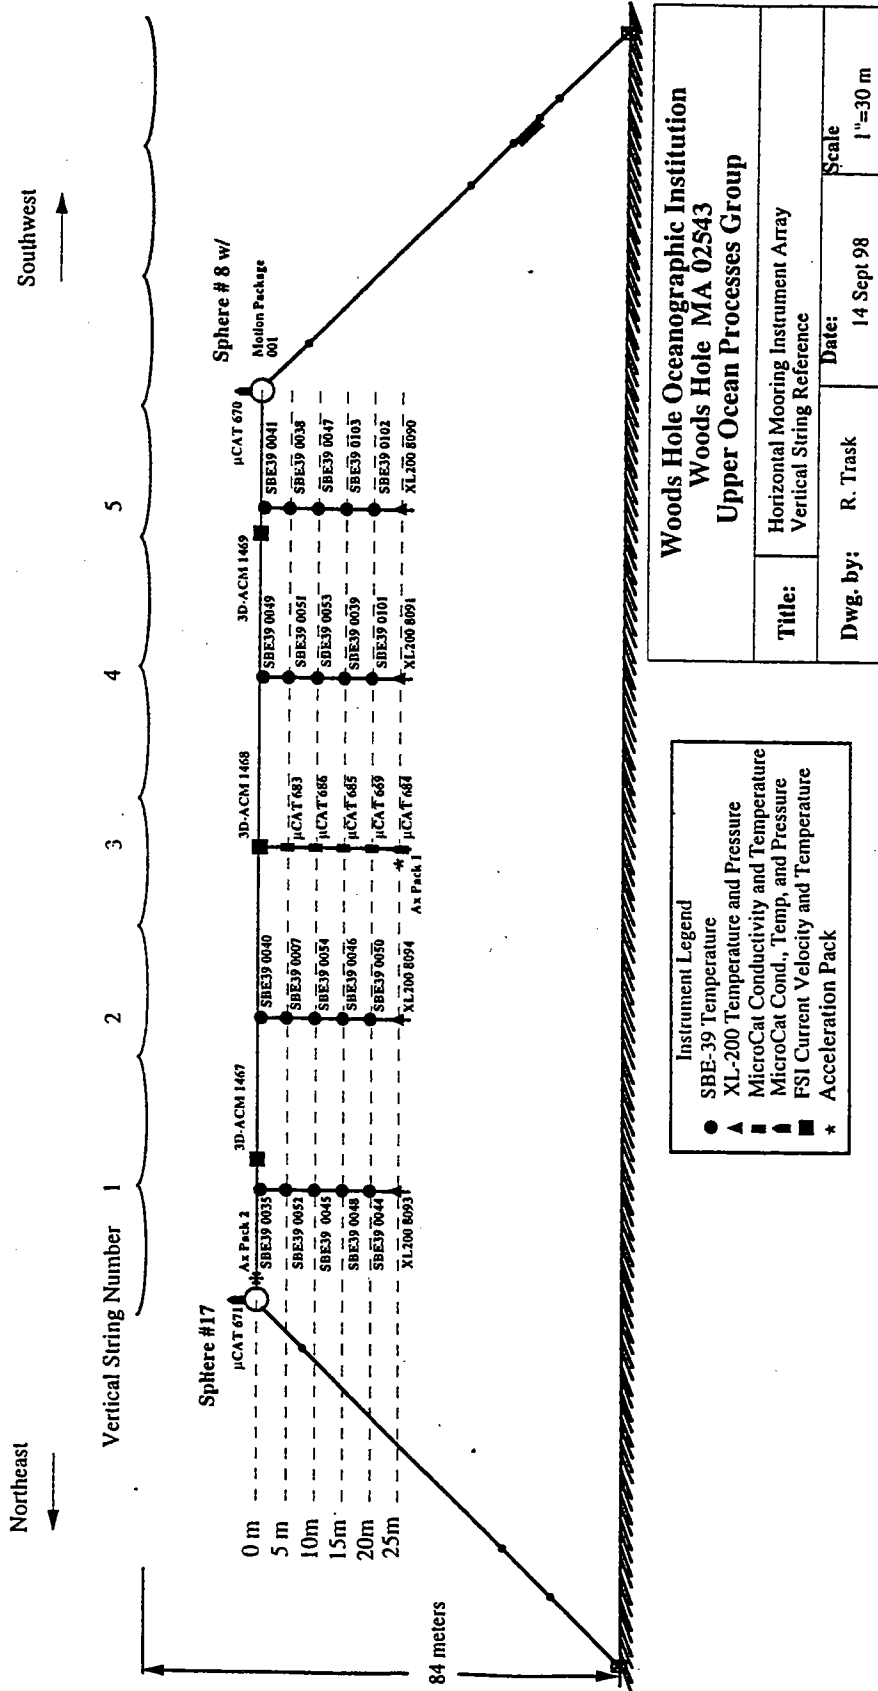 Northeast
Southwest
Vertical String Number 1 2 3 4 5
Sphere #17
µCAT 671
Ax Pack 2
3D-ACM 1467
3D-ACM 1468
3D-ACM 1469
µCAT 670
Sphere # 8 w/
Motion Package
001
0 m
5 m
10m
15m
20m
25m
SBE39 0035
SBE39 0052
SBE39 0045
SBE39 0048
SBE39 0044
XL200 8093
SBE39 0040
SBE39 0007
SBE39 0054
SBE39 0046
SBE39 0050
XL200 8094
µCAT 683
µCAT 686
µCAT 685
µCAT 669
µCAT 684
Ax Pack 1
SBE39 0049
SBE39 0051
SBE39 0053
SBE39 0039
SBE39 0101
XL200 8091
SBE39 0041
SBE39 0038
SBE39 0047
SBE39 0103
SBE39 0102
XL200 8090
84 meters
Instrument Legend
SBE-39 Temperature
XL-200 Temperature and Pressure
MicroCat Conductivity and Temperature
MicroCat Cond., Temp, and Pressure
FSI Current Velocity and Temperature
* Acceleration Pack
Woods Hole Oceanographic Institution
Woods Hole MA 02543
Upper Ocean Processes Group
Title: Horizontal Mooring Instrument Array
Vertical String Reference
Dwg. by: R. Trask
Date:
14 Sept 98
Scale
1"=30 m